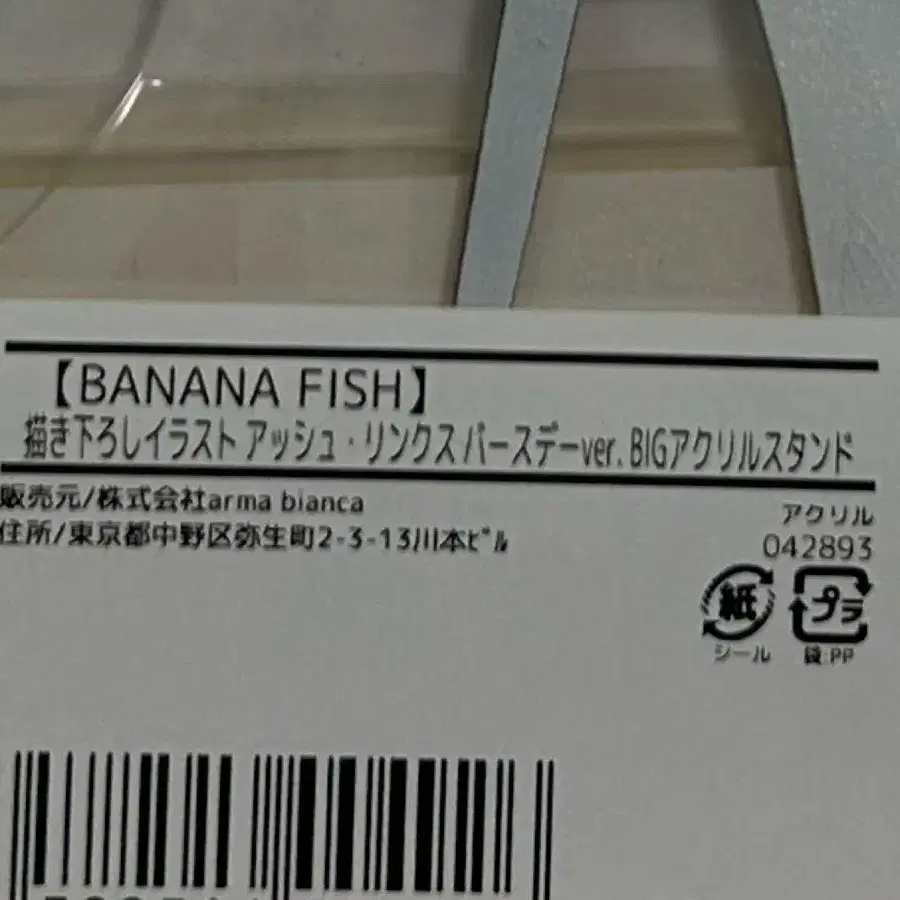 【BANANA FISH】
描き下ろしイラスト アッシュ・リンクス バースデーver. BIGアクリルスタンド
販売元/株式会社arma bianca
住所/東京都中野区弥生町2-3-13川本ビル
アクリル
042893
紙 プラ
シール 袋:PP